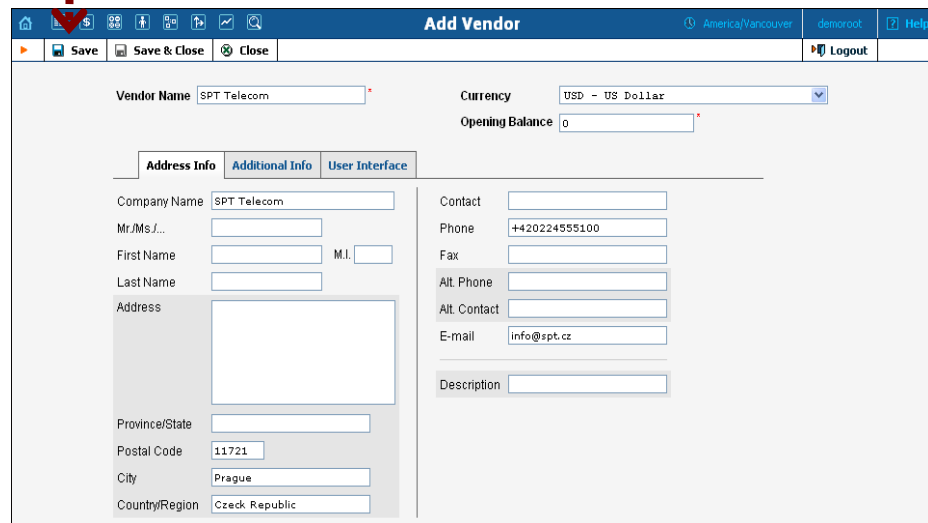 Add Vendor America/Vancouver demoroot ? Help
Save Save & Close Close Logout
Vendor Name SPT Telecom * Currency USD - US Dollar
Opening Balance 0 *
Address Info Additional Info User Interface
Company Name SPT Telecom Contact
Mr./Ms./... Phone +420224555100
First Name M.I. Fax
Last Name Alt. Phone
Address Alt. Contact
E-mail info@spt.cz
Description
Province/State
Postal Code 11721
City Prague
Country/Region Czeck Republic